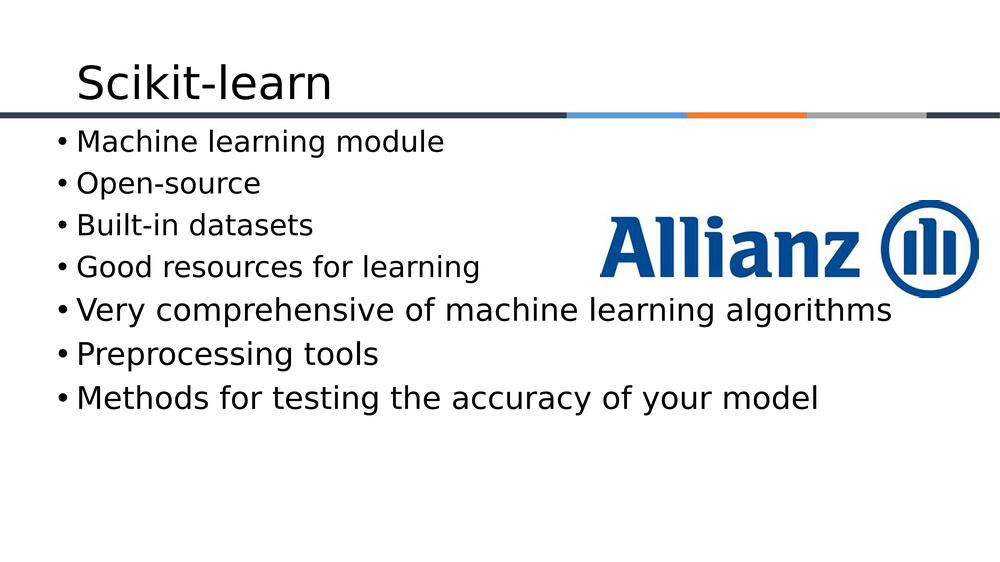 Scikit-learn
• Machine learning module
• Open-source
• Built-in datasets
• Good resources for learning
Allianz
• Very comprehensive of machine learning algorithms
• Preprocessing tools
• Methods for testing the accuracy of your model